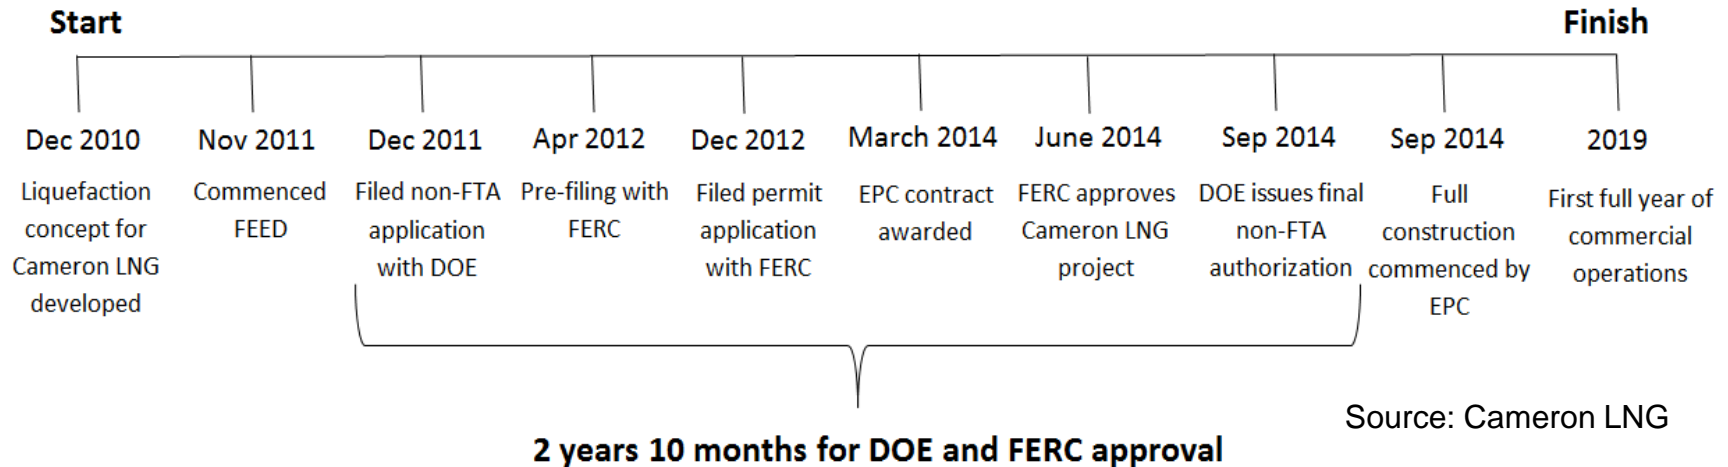 Start
Finish
Dec 2010
Liquefaction
concept for
Cameron LNG
developed
Nov 2011
Commenced
FEED
Dec 2011
Filed non-FTA
application
with DOE
Apr 2012
Pre-filing with
FERC
Dec 2012
Filed permit
application
with FERC
March 2014
EPC contract
awarded
June 2014
FERC approves
Cameron LNG
project
Sep 2014
DOE issues final
non-FTA
authorization
Sep 2014
Full
construction
commenced by
EPC
2019
First full year of
commercial
operations
2 years 10 months for DOE and FERC approval
Source: Cameron LNG